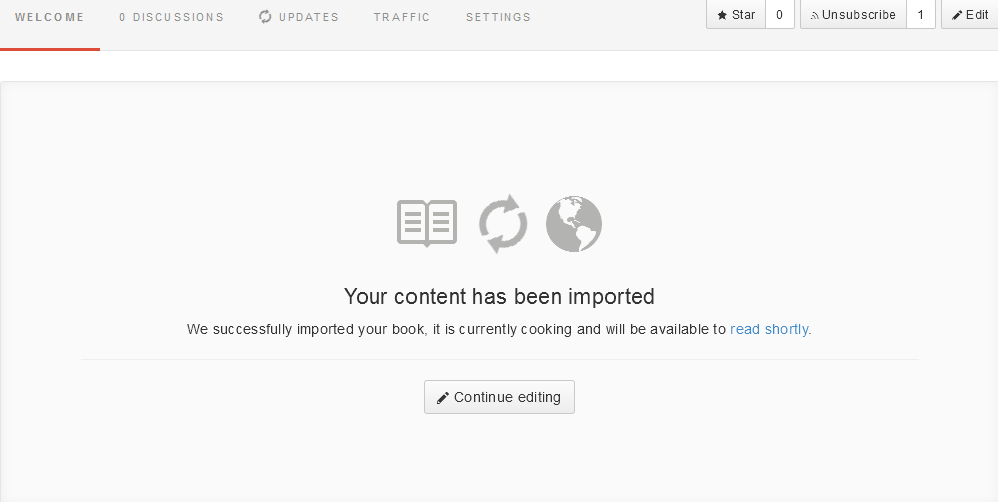 WELCOME 0 DISCUSSIONS UPDATES TRAFFIC SETTINGS Star 0 Unsubscribe 1 Edit
Your content has been imported
We successfully imported your book, it is currently cooking and will be available to read shortly.
Continue editing